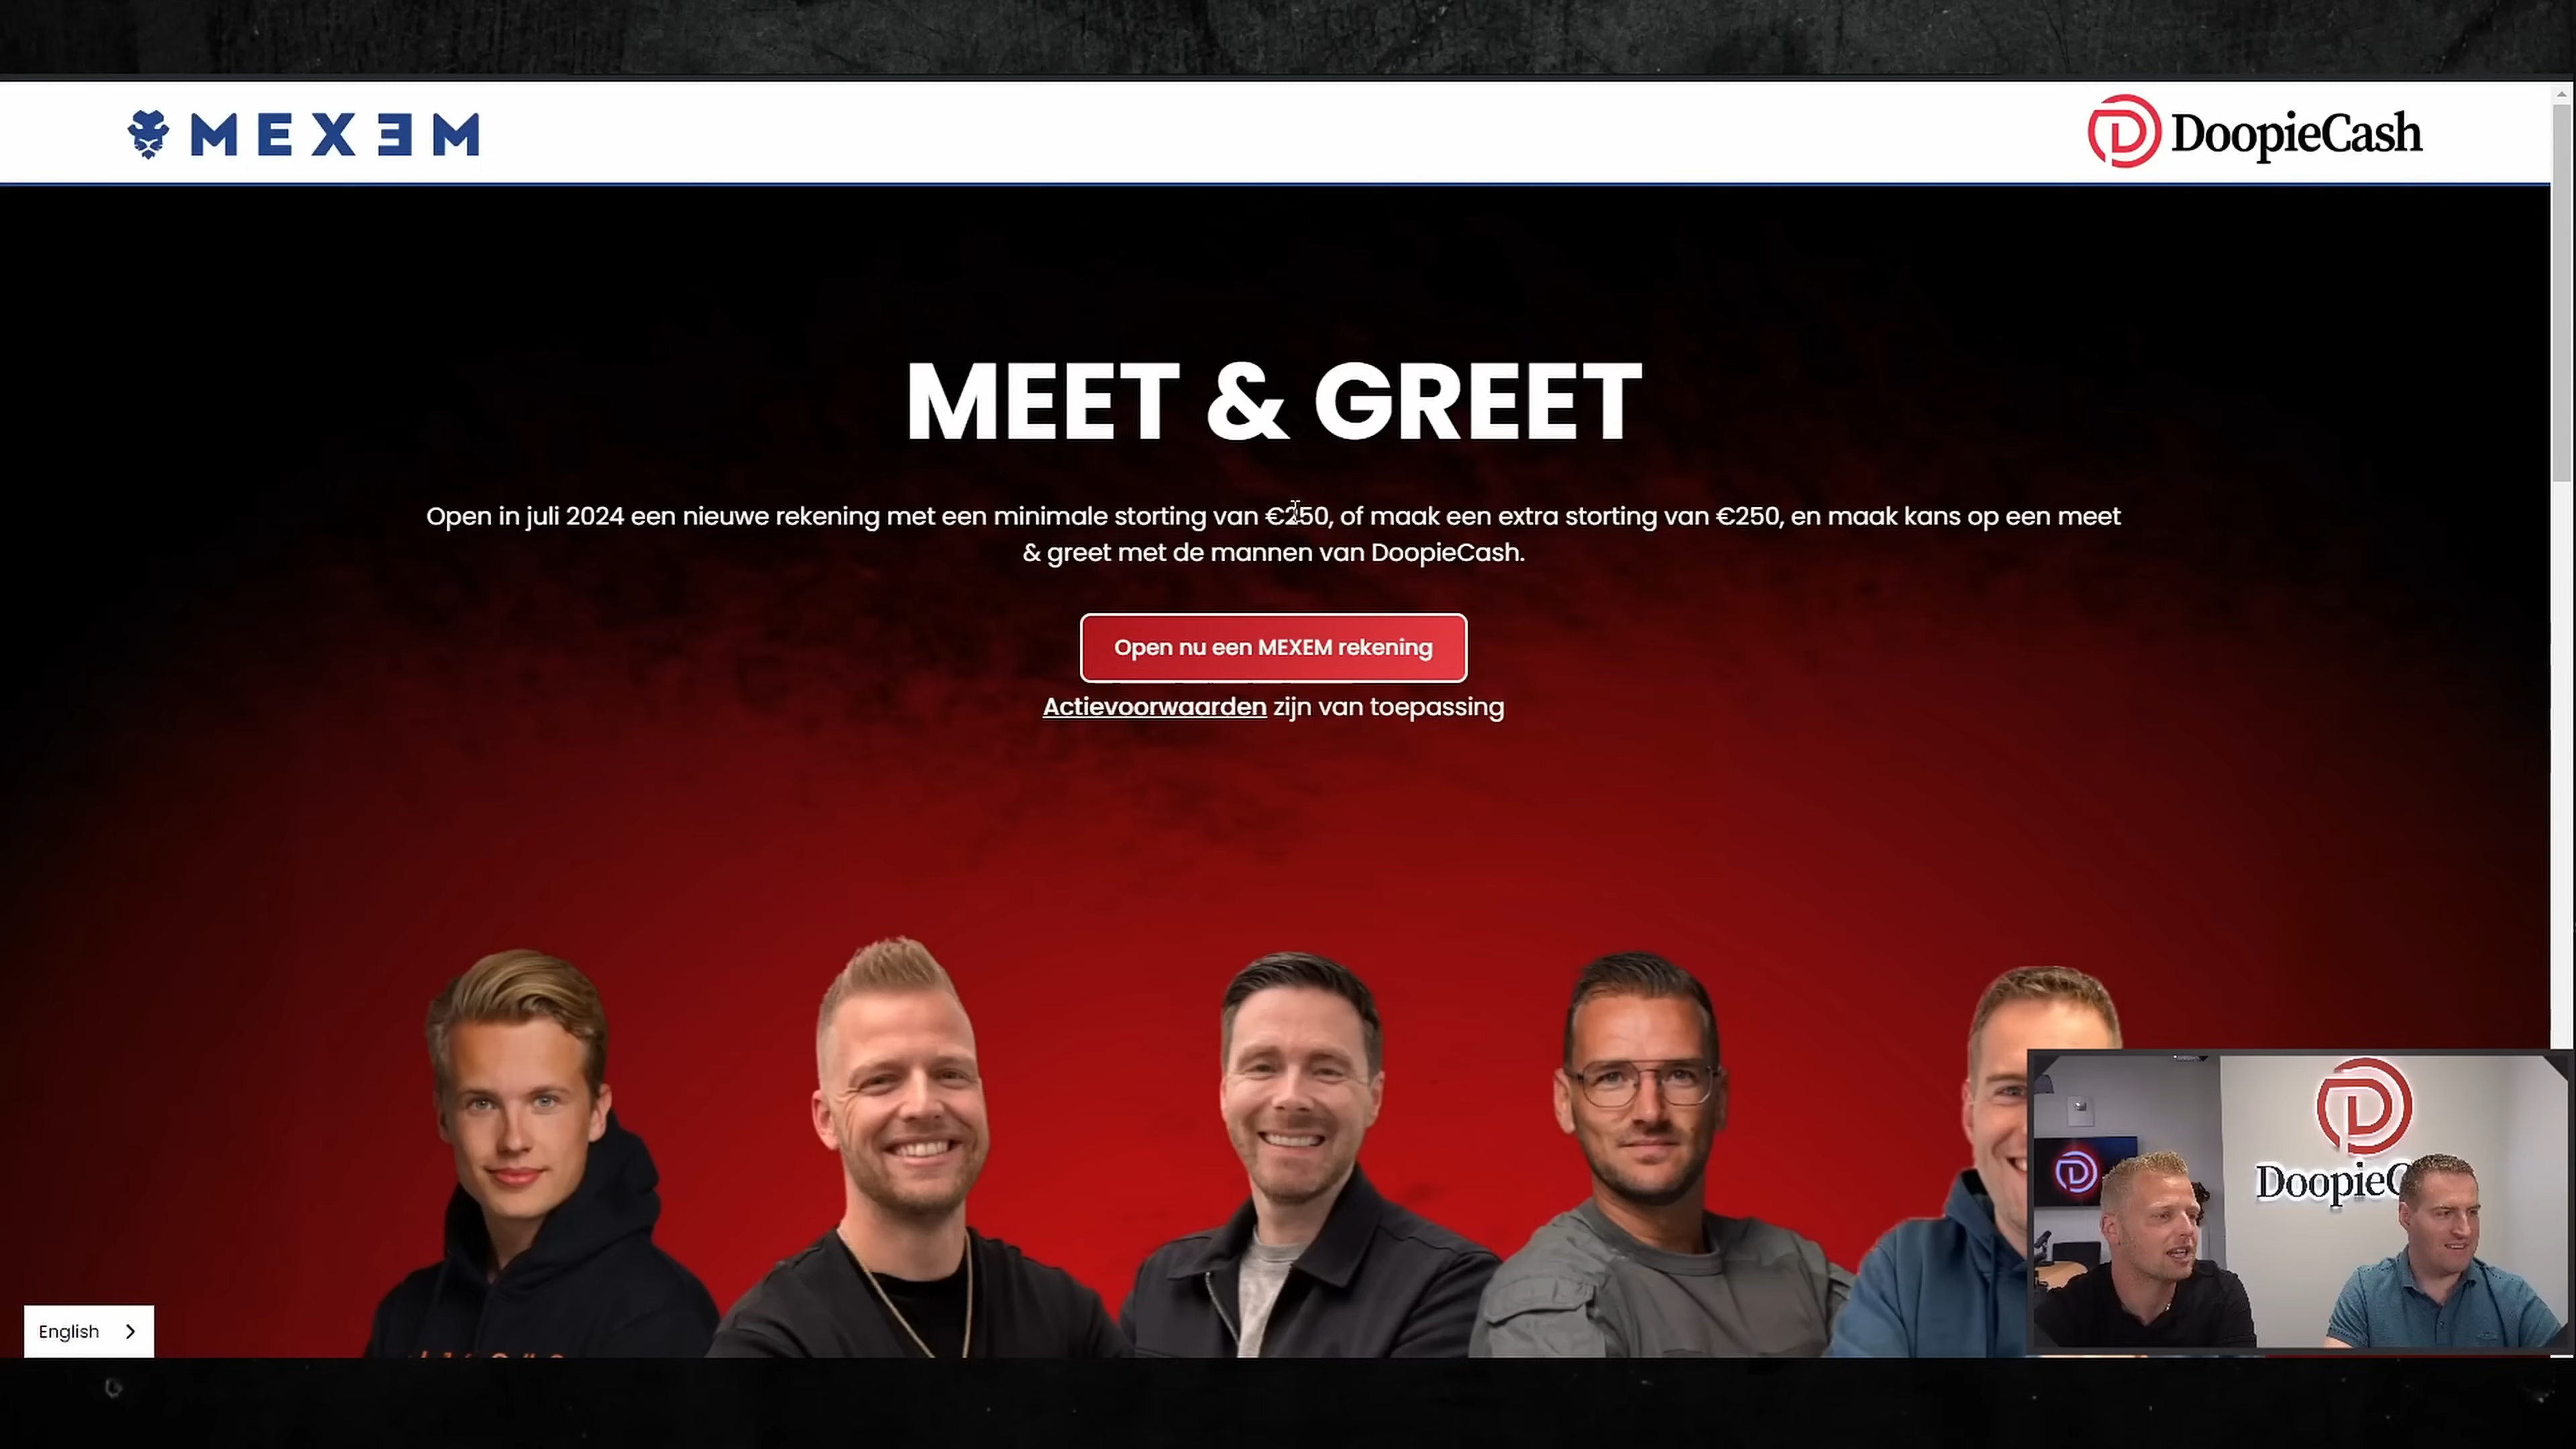 MEXEM
DoopieCash
MEET & GREET
Open in juli 2024 een nieuwe rekening met een minimale storting van €250, of maak een extra storting van €250, en maak kans op een meet
& greet met de mannen van DoopieCash.
Open nu een MEXEM rekening
Actievoorwaarden zijn van toepassing
English
DoopieC